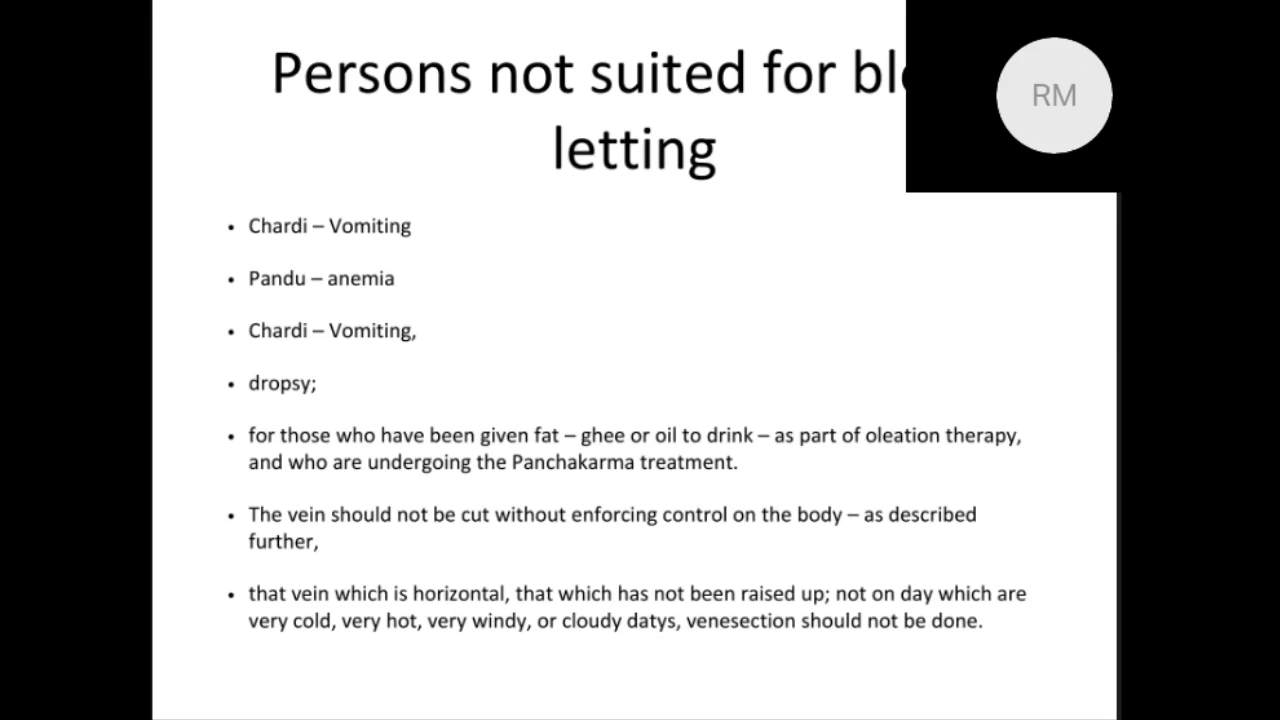 Persons not suited for
letting
RM
• Chardi – Vomiting
• Pandu – anemia
• Chardi – Vomiting,
• dropsy;
• for those who have been given fat – ghee or oil to drink – as part of oleation therapy,
and who are undergoing the Panchakarma treatment.
• The vein should not be cut without enforcing control on the body – as described
further,
• that vein which is horizontal, that which has not been raised up; not on day which are
very cold, very hot, very windy, or cloudy datys, venesection should not be done.